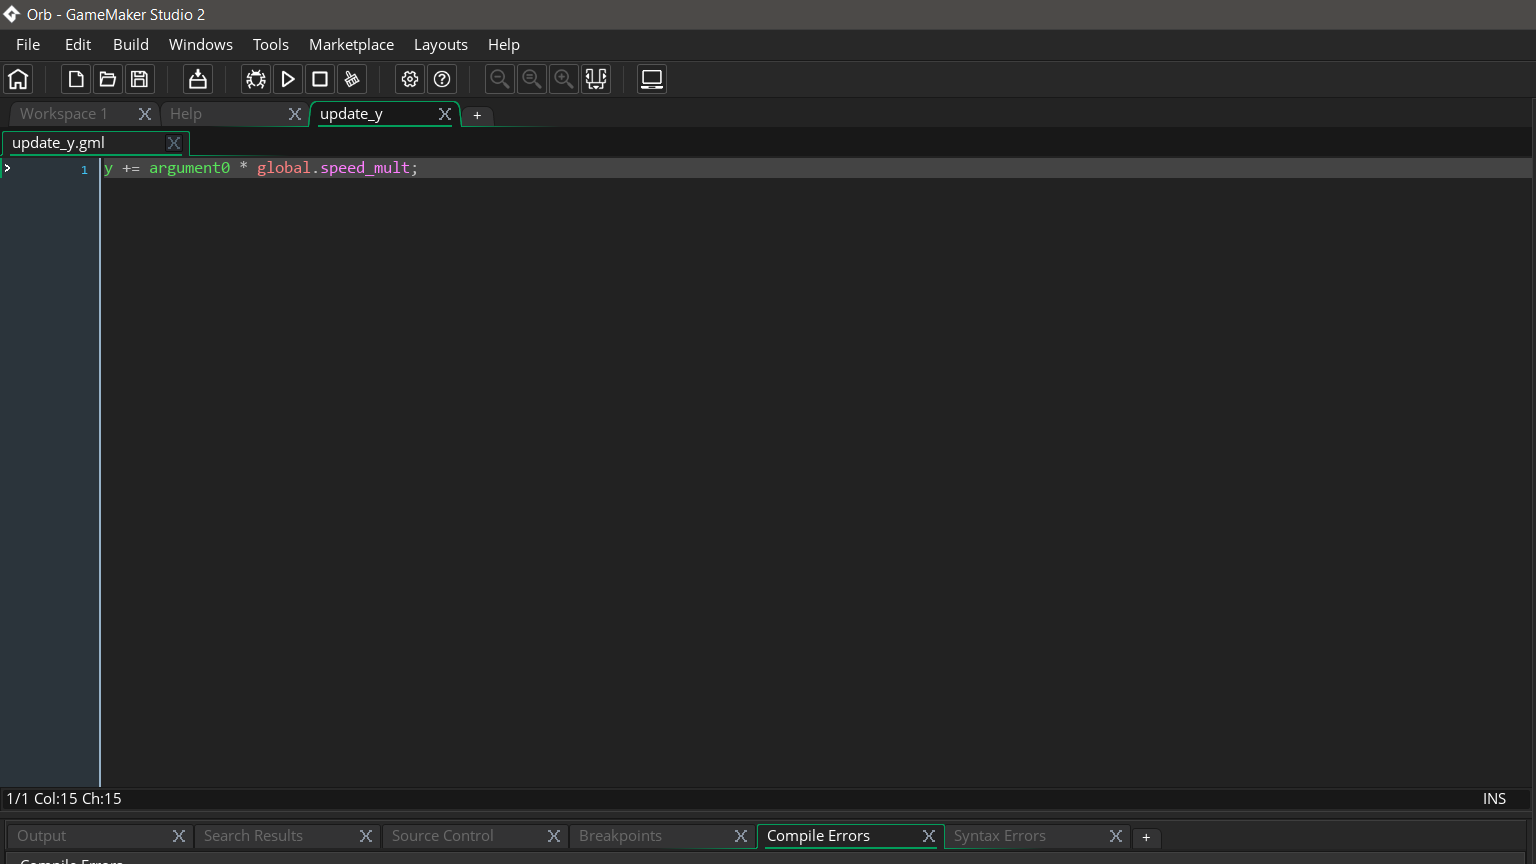 Orb - GameMaker Studio 2
File Edit Build Windows Tools Marketplace Layouts Help
Workspace 1 X Help X update_y X +
update_y.gml X
> 1 y += argument0 * global.speed_mult;
1/1 Col:15 Ch:15 INS
Output X Search Results X Source Control X Breakpoints X Compile Errors X Syntax Errors X +
Compile Errors